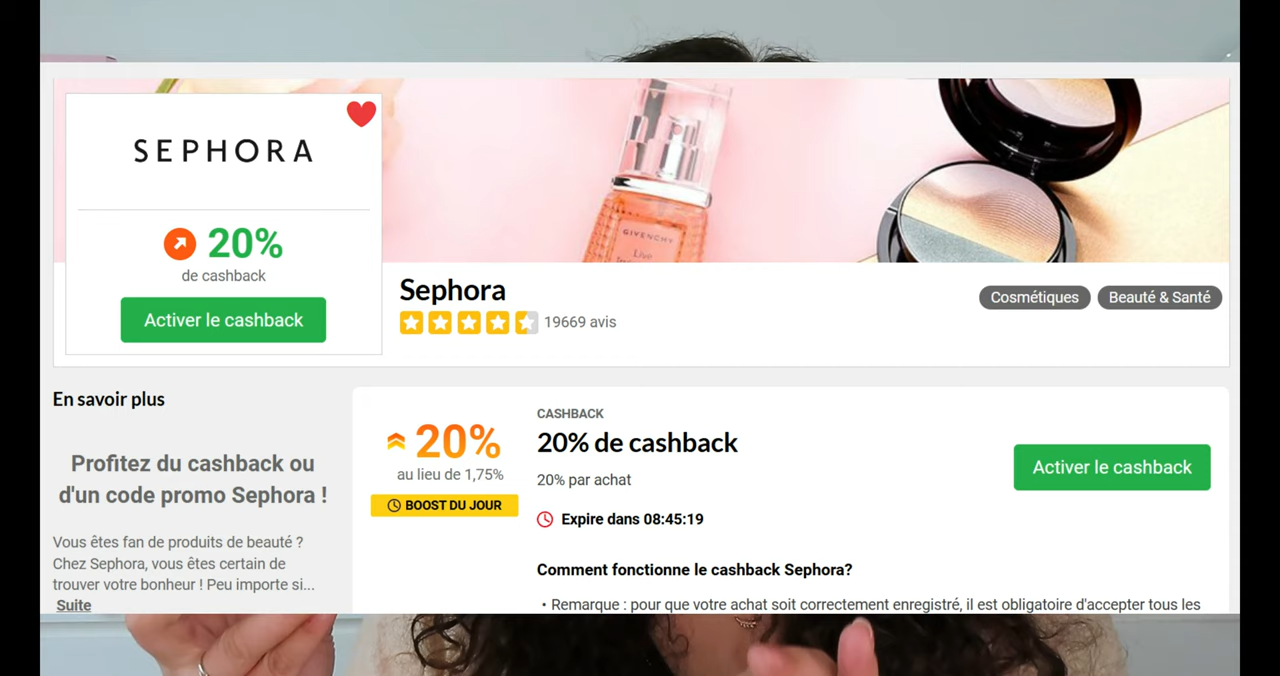 SEPHORA
20%
de cashback
Activer le cashback
GIVENCHY
Live
Sephora
19669 avis
Cosmétiques
Beauté & Santé
En savoir plus
Profitez du cashback ou
d'un code promo Sephora !
Vous êtes fan de produits de beauté ?
Chez Sephora, vous êtes certain de
trouver votre bonheur ! Peu importe si...
Suite
20%
au lieu de 1,75%
BOOST DU JOUR
CASHBACK
20% de cashback
20% par achat
Expire dans 08:45:19
Activer le cashback
Comment fonctionne le cashback Sephora?
• Remarque : pour que votre achat soit correctement enregistré, il est obligatoire d'accepter tous les